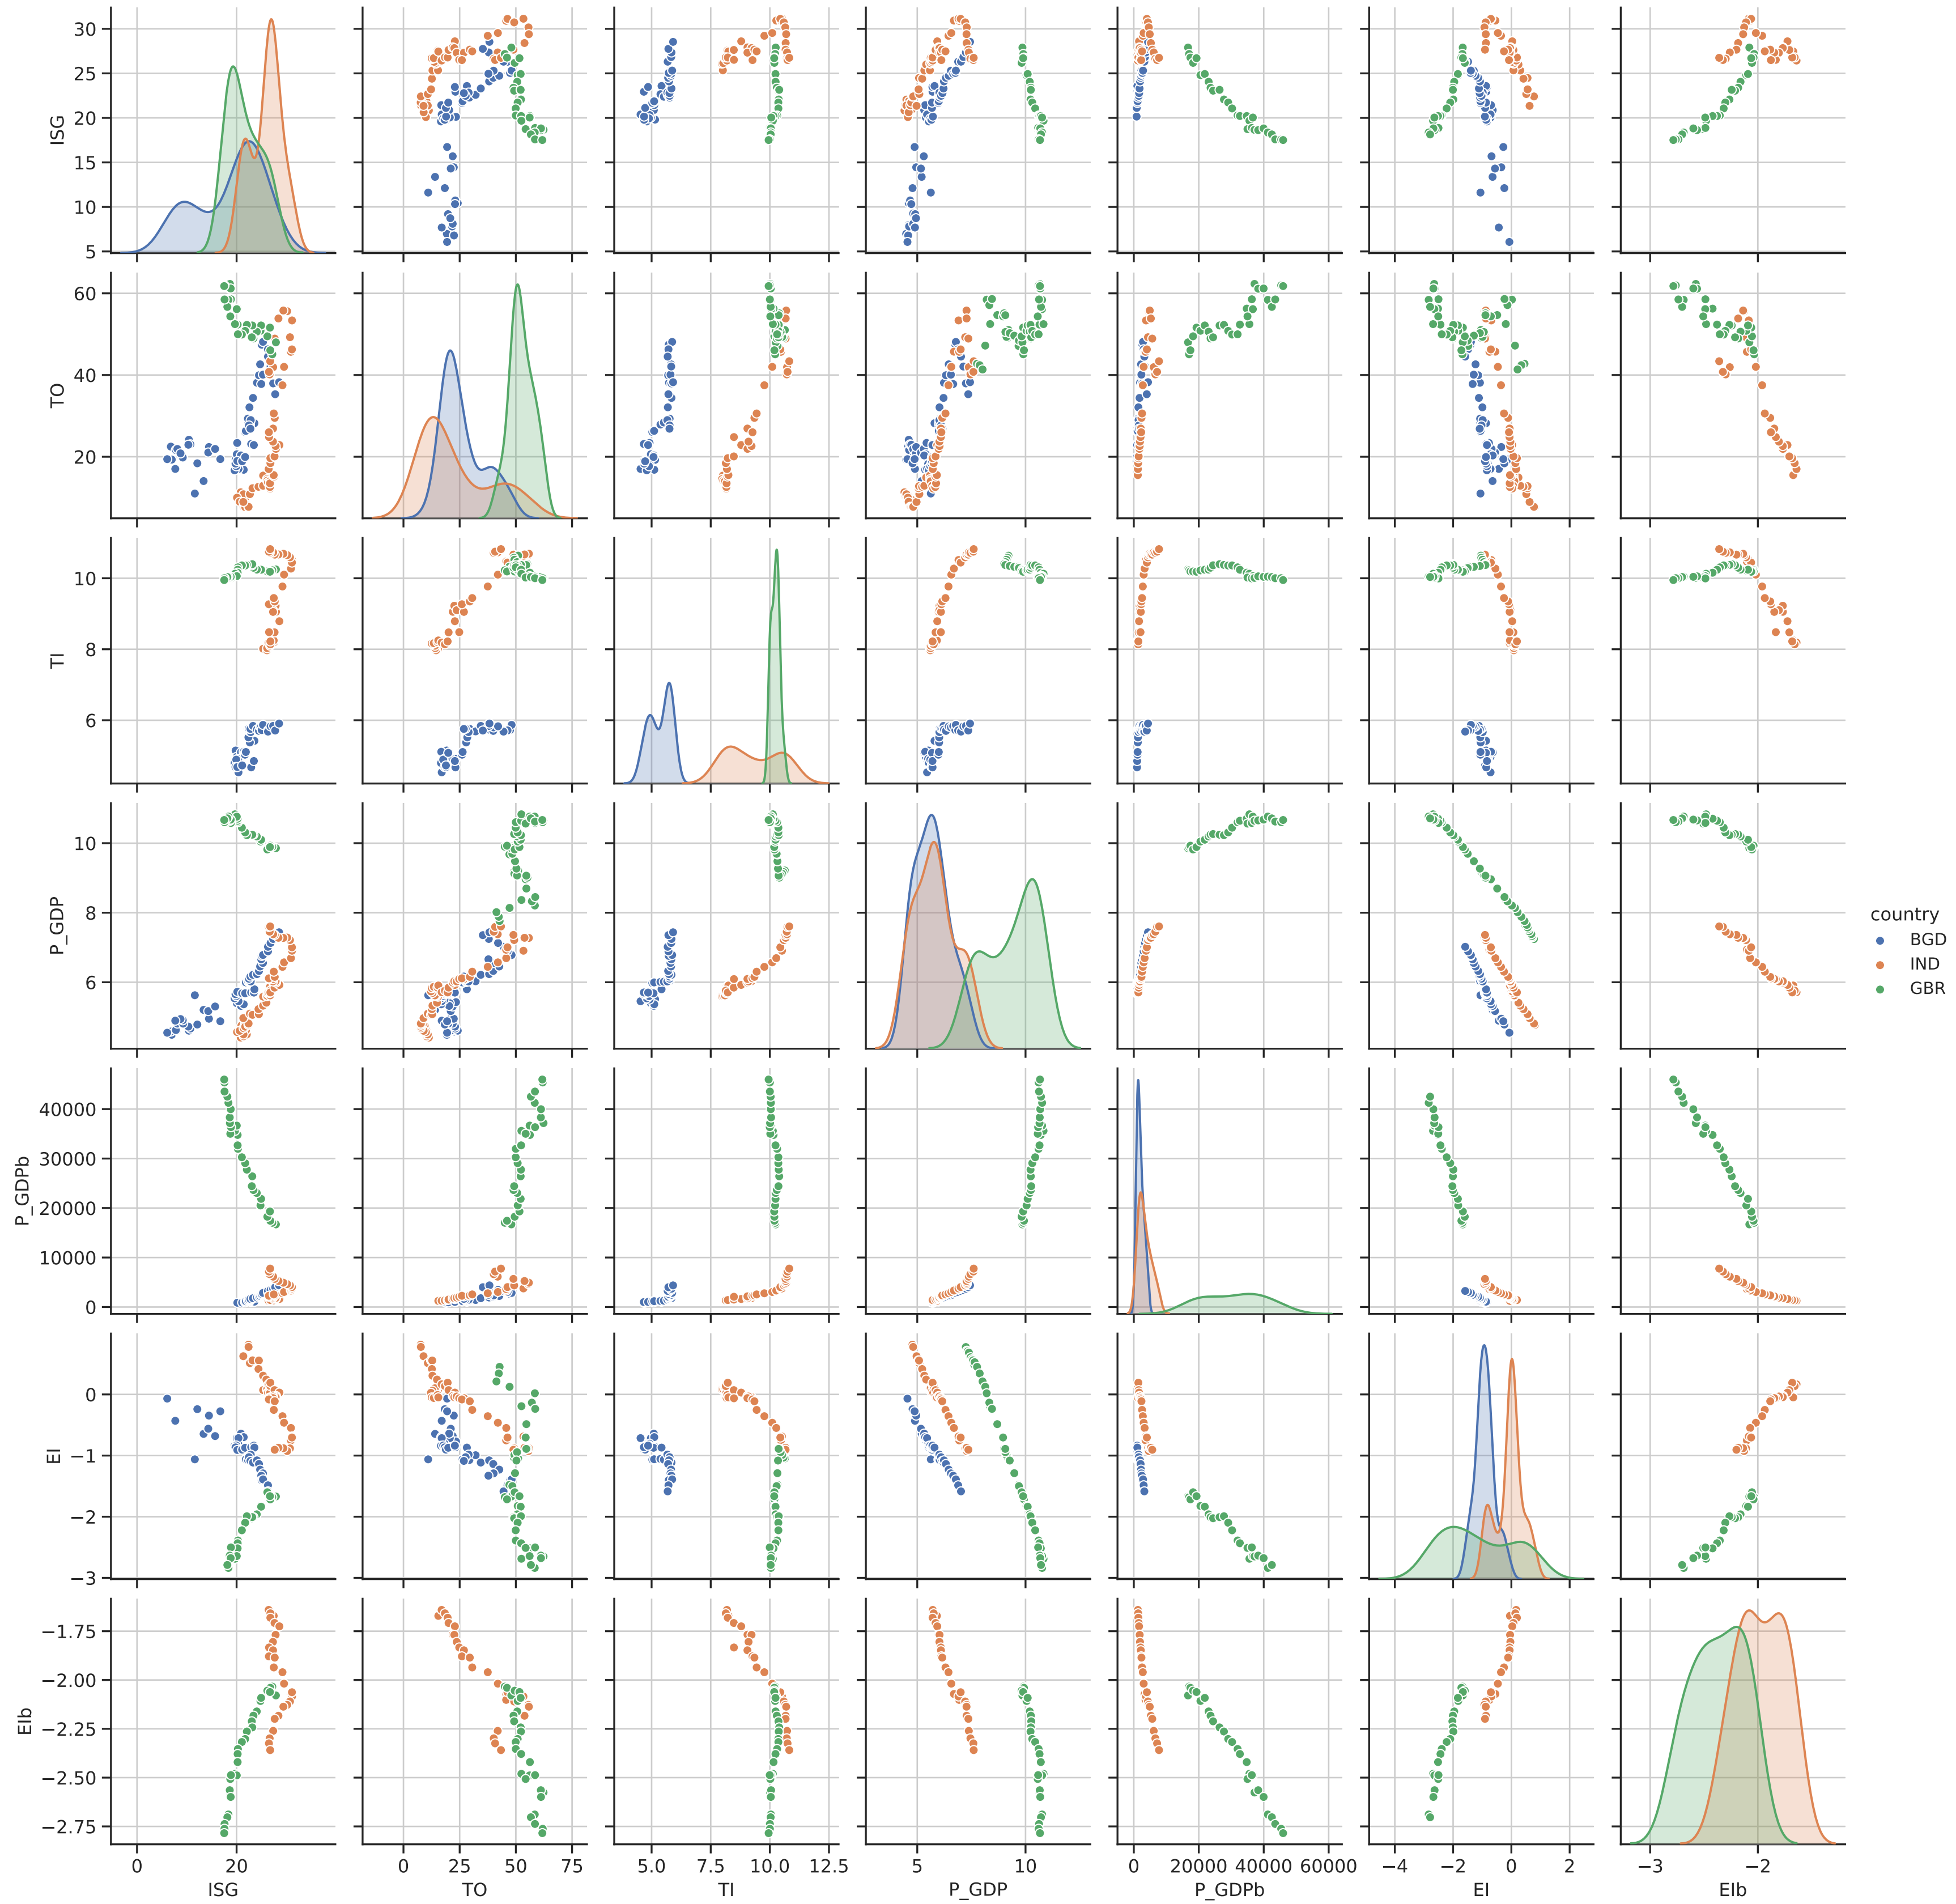 30
25
20
15
10
5
ISG
60
40
20
TO
10
8
6
TI
10
8
6
P_GDP
country
BGD
IND
GBR
40000
30000
20000
10000
0
P_GDPb
0
−1
−2
−3
EI
−1.75
−2.00
−2.25
−2.50
−2.75
EIb
0 20
0 25 50 75
5.0 7.5 10.0 12.5
5 10
0 20000 40000 60000
−4 −2 0 2
−3 −2
ISG TO TI P_GDP P_GDPb EI EIb